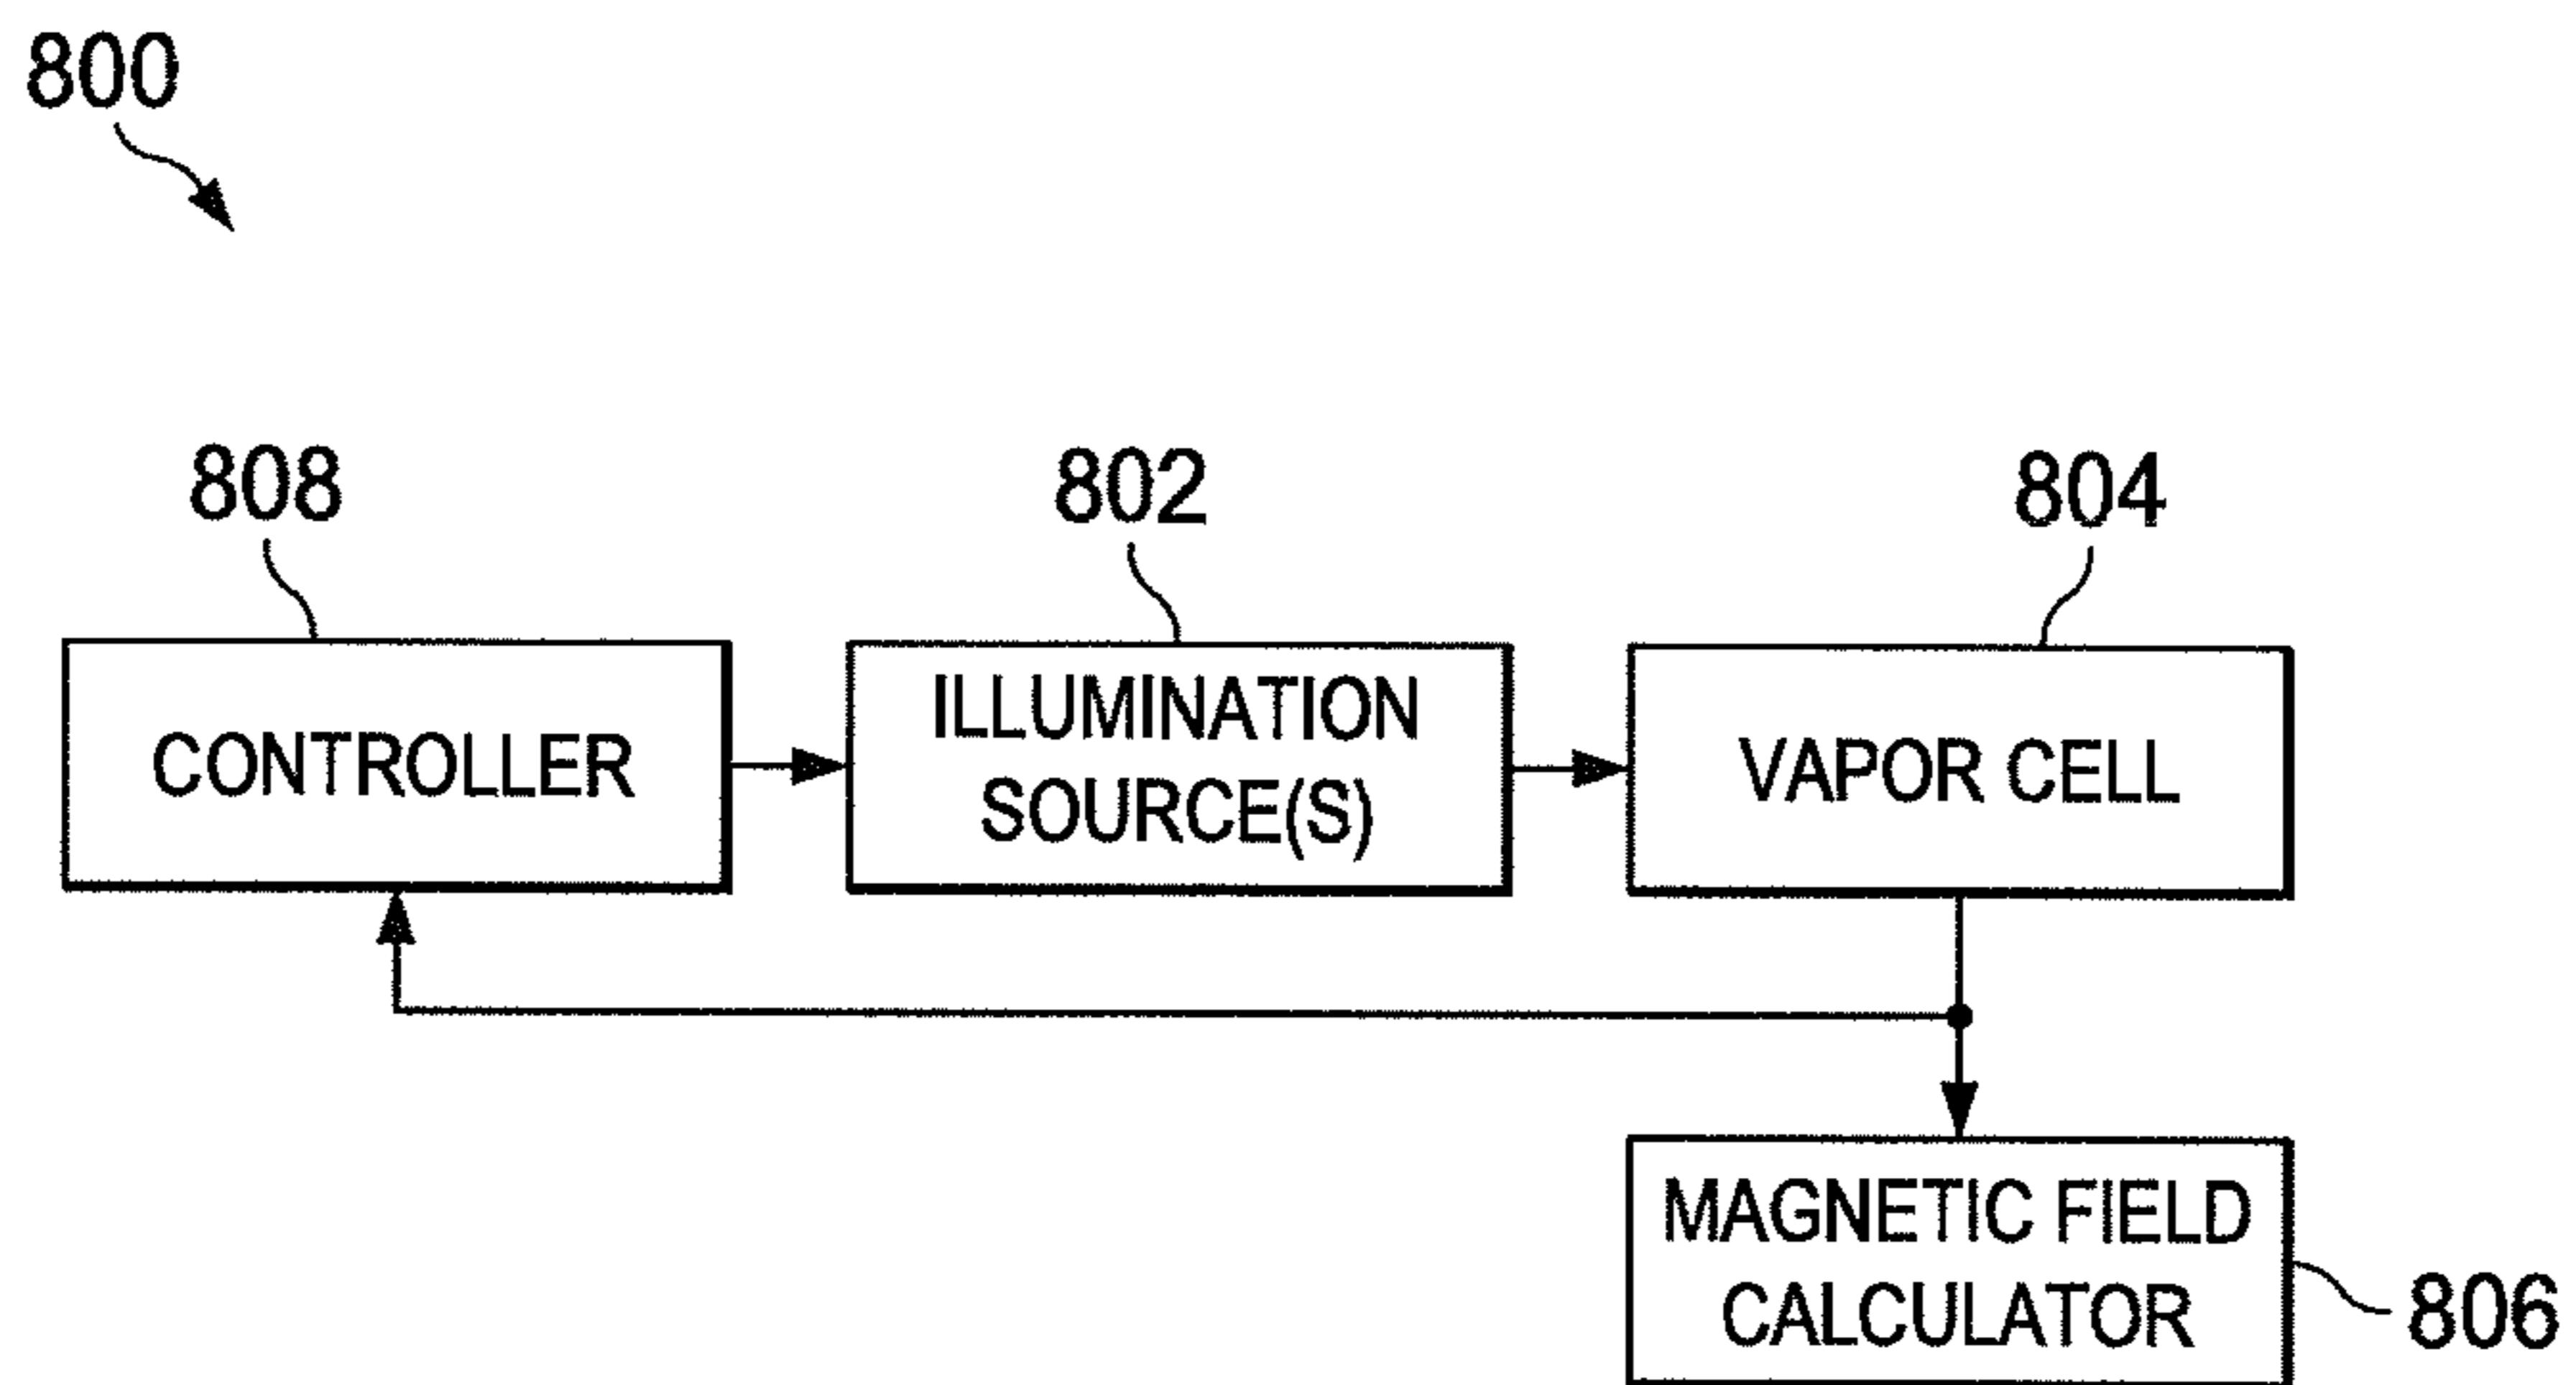 800
808
802
804
CONTROLLER
ILLUMINATION
SOURCE(S)
VAPOR CELL
MAGNETIC FIELD
CALCULATOR
806